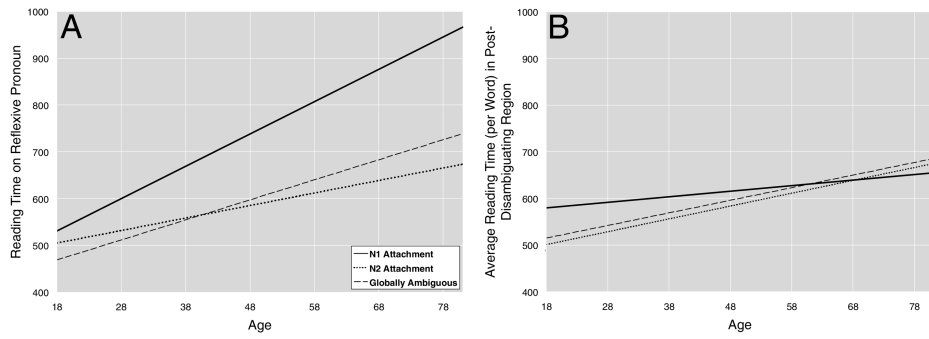 A
Reading Time on Reflexive Pronoun
1000
900
800
700
600
500
400
18
28
38
48
58
68
78
Age
N1 Attachment
N2 Attachment
Globally Ambiguous
B
Average Reading Time (per Word) in Post-
Disambiguating Region
1000
900
800
700
600
500
400
18
28
38
48
58
68
78
Age